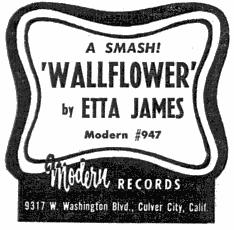 A SMASH!
'WALLFLOWER'
by ETTA JAMES
Modern #947
Modern RECORDS
9317 W. Washington Blvd., Culver City, Calif.